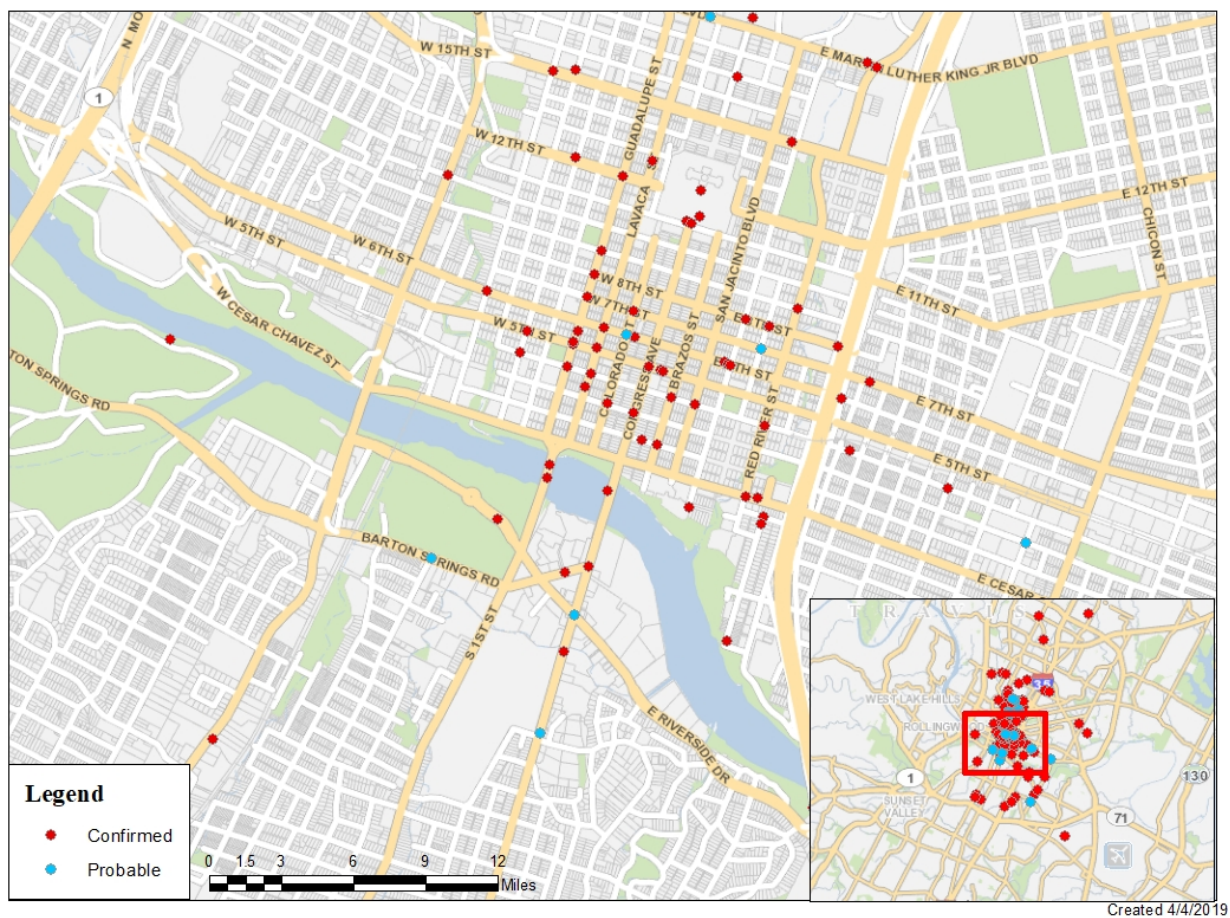 BLVD
N MO
W 15TH ST
E MARTIN LUTHER KING JR BLVD
1
GUADALUPE ST
W 12TH ST
LAVACA
E 12TH ST
CHICON ST
SAN JACINTO BLVD
W 5TH ST
W 6TH ST
W 8TH ST
W 7TH ST
E 11TH ST
W CESAR CHAVEZ ST
W 5TH ST
COLORADO
CONGRESS AVE
BRAZOS ST
TON SPRINGS RD
E 7TH ST
RED RIVER ST
E 5TH ST
BARTON SPRINGS RD
E CESAR
S 1ST ST
E RIVERSIDE DR
TRAVIS
35
WEST LAKE HILLS
ROLLINGW
1
SUNSET
VALLEY
130
71
Legend
Confirmed
Probable
0 1.5 3 6 9 12
Miles
Created 4/4/2019